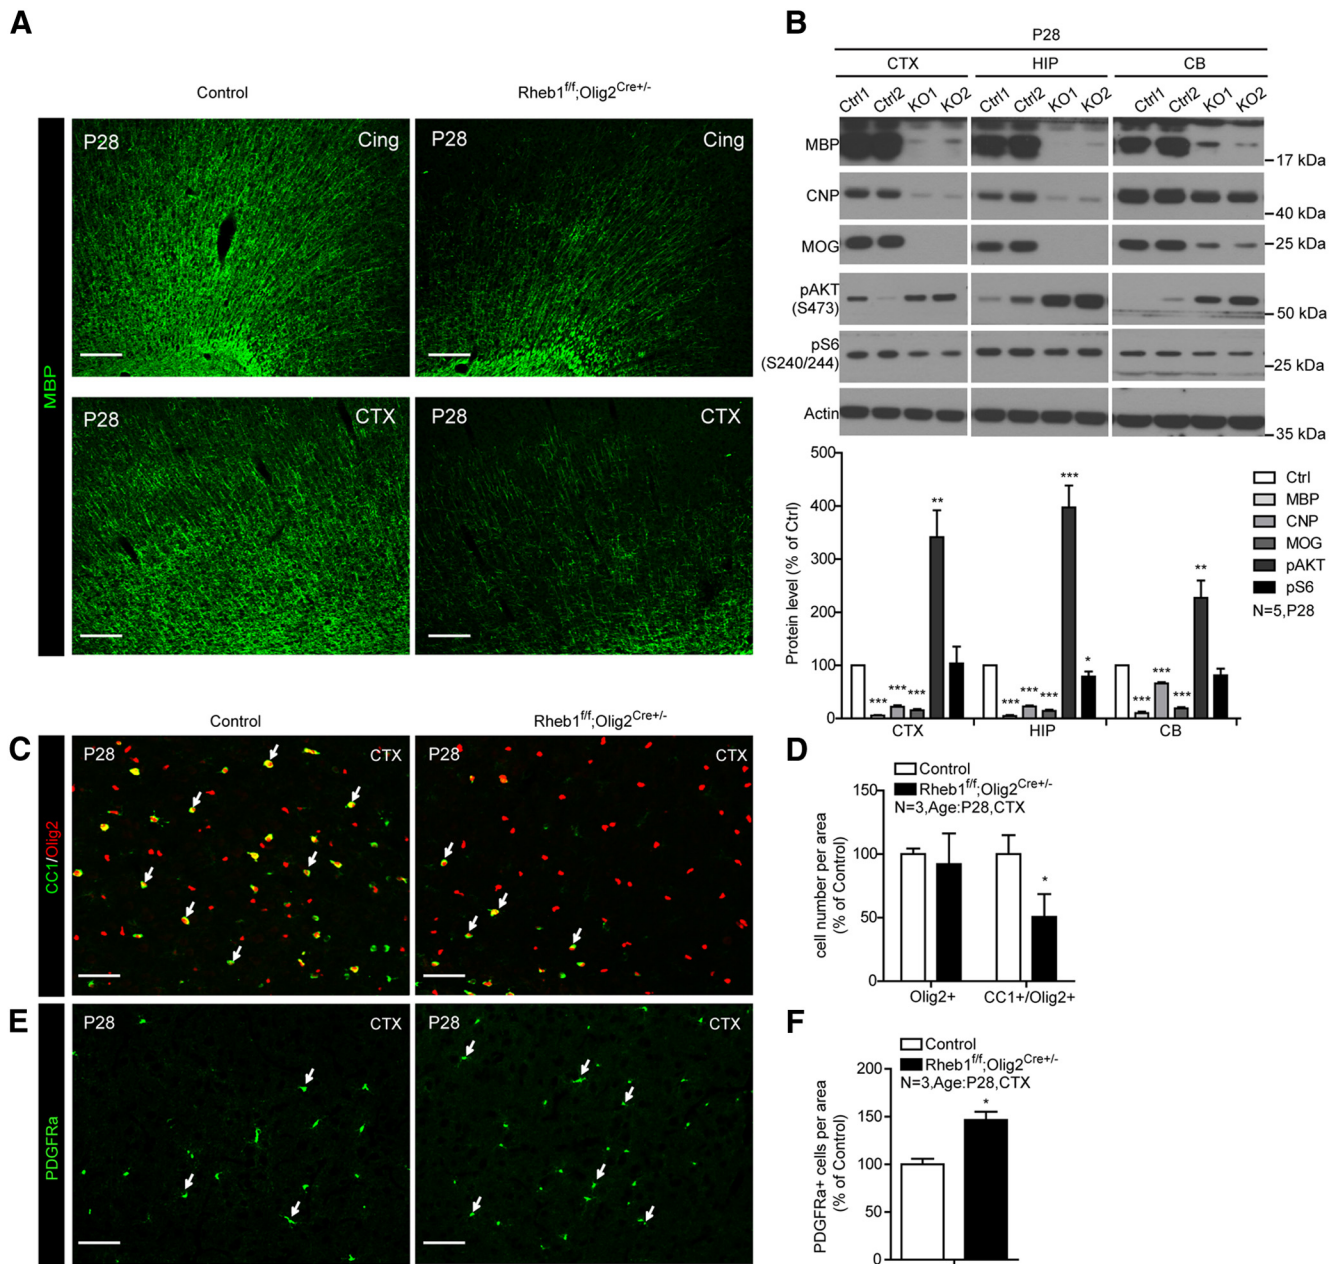 A
Control
Rheb1f/f;Olig2Cre+/-
MBP
P28
Cing
P28
Cing
P28
CTX
P28
CTX
B
P28
CTX
HIP
CB
Ctrl1
Ctrl2
KO1
KO2
Ctrl1
Ctrl2
KO1
KO2
Ctrl1
Ctrl2
KO1
KO2
MBP
17 kDa
CNP
40 kDa
MOG
25 kDa
pAKT
(S473)
50 kDa
pS6
(S240/244)
25 kDa
Actin
35 kDa
Protein level (% of Ctrl)
500
400
300
200
100
0
*** *** *** **
*** *** *** *** *
*** *** *** **
CTX
HIP
CB
Ctrl
MBP
CNP
MOG
pAKT
pS6
N=5,P28
C
Control
Rheb1f/f;Olig2Cre+/-
CC1/Olig2
P28
CTX
P28
CTX
D
Control
Rheb1f/f;Olig2Cre+/-
N=3,Age:P28,CTX
cell number per area
(% of Control)
150
100
50
0
*
Olig2+
CC1+/Olig2+
E
PDGFRa
P28
CTX
P28
CTX
F
Control
Rheb1f/f;Olig2Cre+/-
N=3,Age:P28,CTX
PDGFRa+ cells per area
(% of Control)
200
150
100
50
0
*